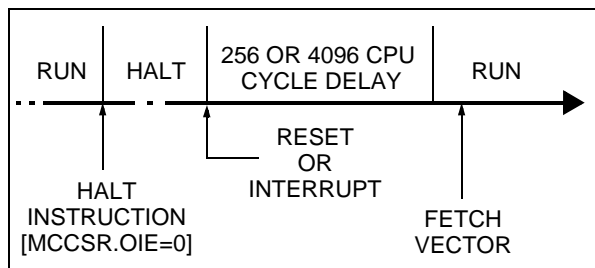 RUN
HALT
256 OR 4096 CPU
CYCLE DELAY
RUN
RESET
OR
INTERRUPT
HALT
INSTRUCTION
[MCCSR.OIE=0]
FETCH
VECTOR